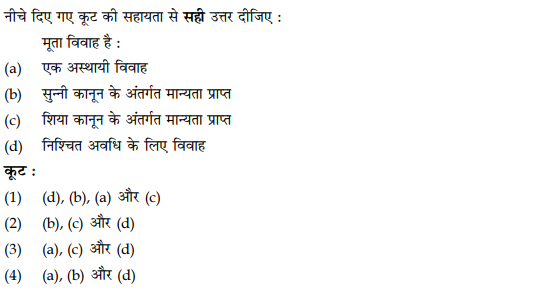 नीचे दिए गए कूट की सहायता से सही उत्तर दीजिए :
मूता विवाह है :
(a) एक अस्थायी विवाह
(b) सुन्नी कानून के अंतर्गत मान्यता प्राप्त
(c) शिया कानून के अंतर्गत मान्यता प्राप्त
(d) निश्चित अवधि के लिए विवाह
कूट :
(1) (d), (b), (a) और (c)
(2) (b), (c) और (d)
(3) (a), (c) और (d)
(4) (a), (b) और (d)